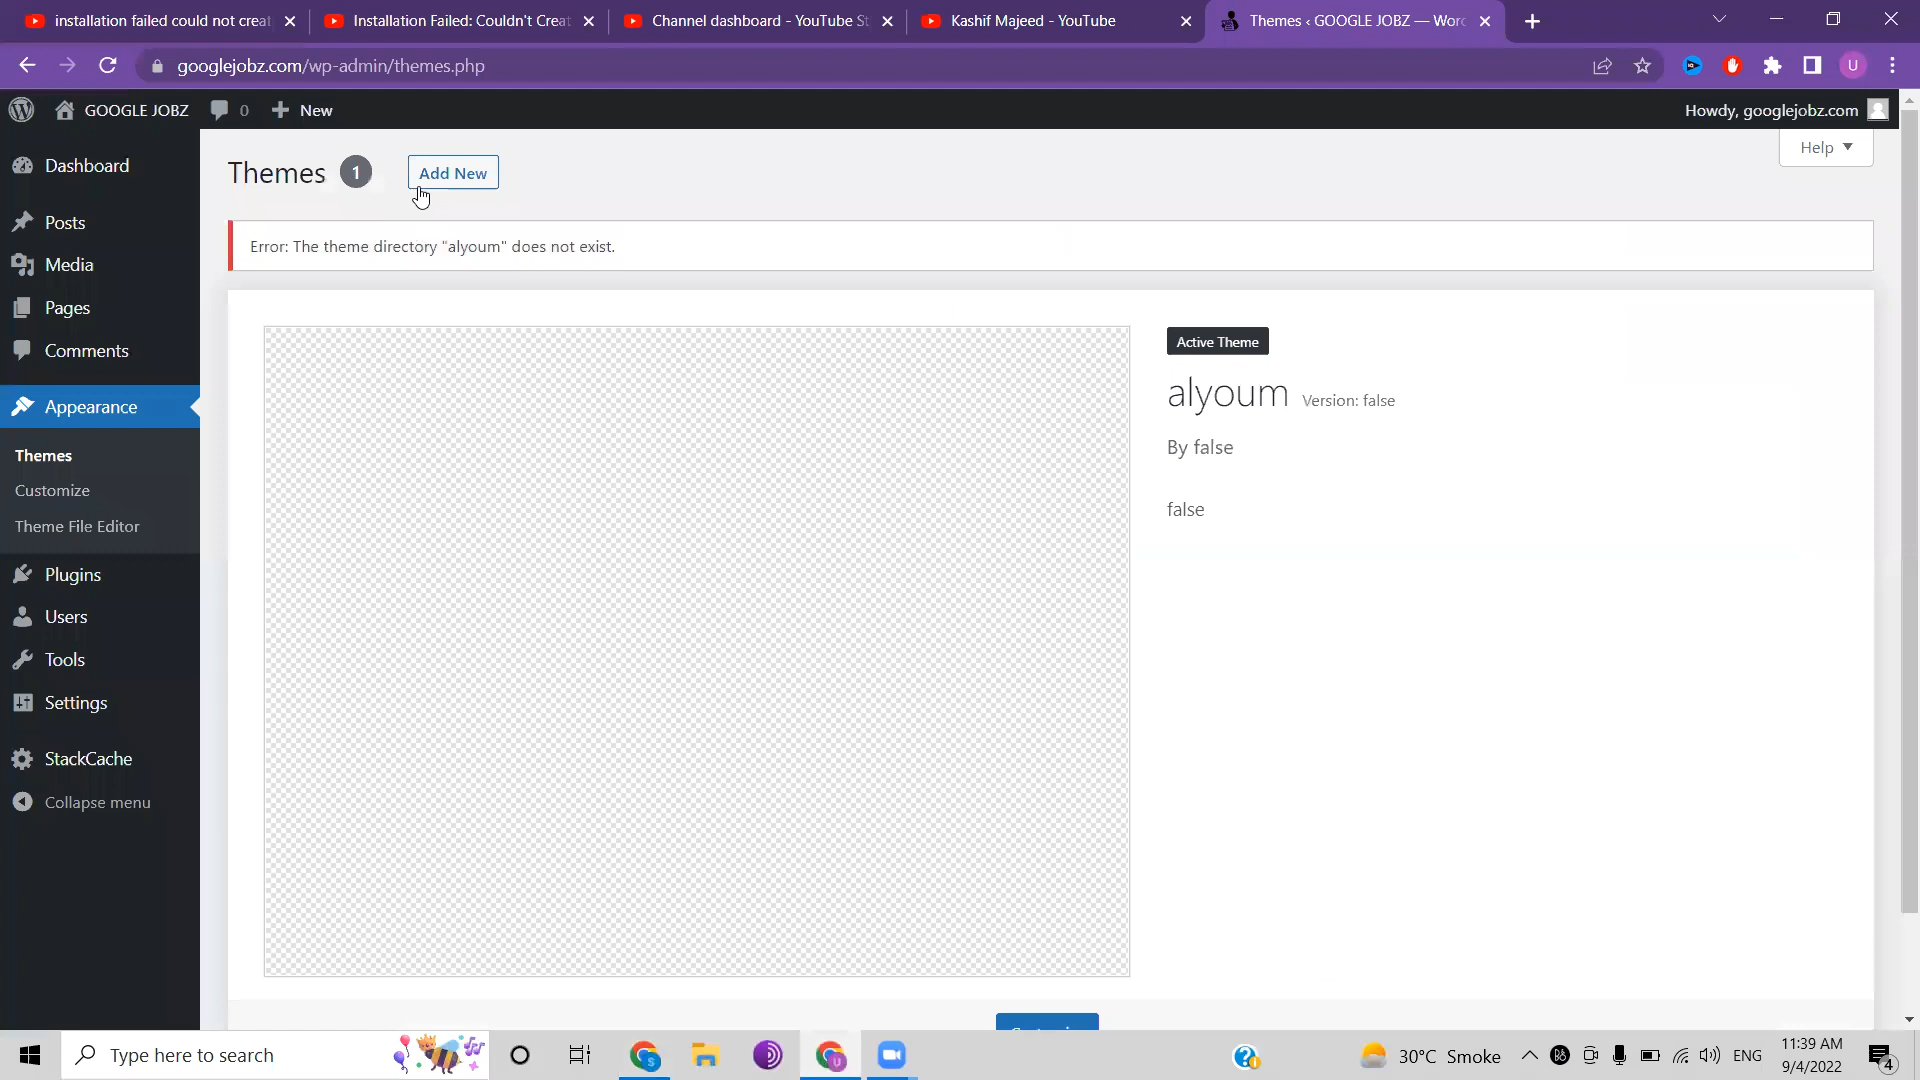 installation failed could not creat
Installation Failed: Couldn't Creat
Channel dashboard - YouTube St
Kashif Majeed - YouTube
Themes ‹ GOOGLE JOBZ — Word
googlejobz.com/wp-admin/themes.php
U
GOOGLE JOBZ
0
New
Howdy, googlejobz.com
Dashboard
Posts
Media
Pages
Comments
Appearance
Themes
Customize
Theme File Editor
Plugins
Users
Tools
Settings
StackCache
Collapse menu
Themes 1
Add New
Help
Error: The theme directory "alyoum" does not exist.
Active Theme
alyoum Version: false
By false
false
Type here to search
30°C Smoke
ENG
11:39 AM
9/4/2022
4